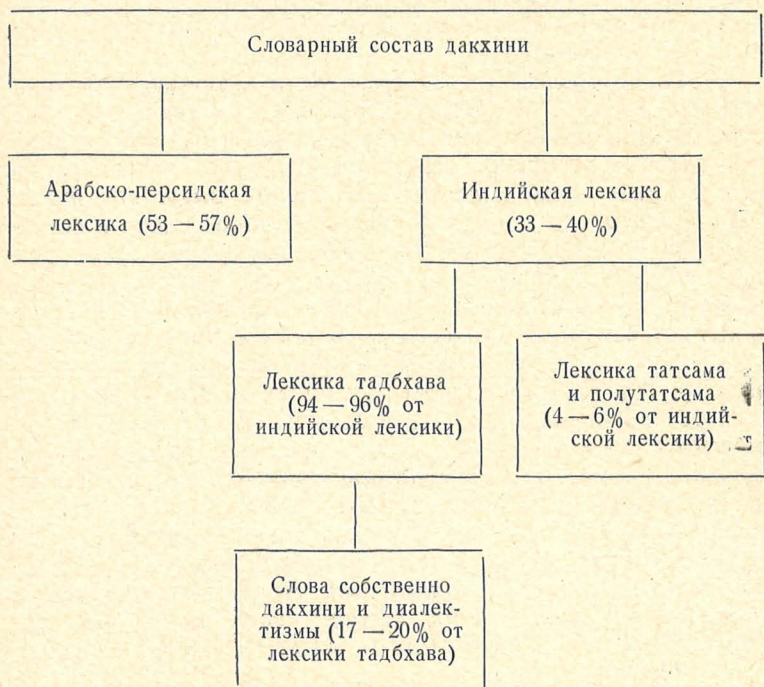 Словарный состав дакхини
Арабско-персидская
лексика (53 — 57%)
Индийская лексика
(33 — 40%)
Лексика тадбхава
(94 — 96% от
индийской лексики)
Лексика татсама
и полутатсама
(4 — 6% от индий-
ской лексики)
Слова собственно
дакхини и диалек-
тизмы (17 — 20% от
лексики тадбхава)